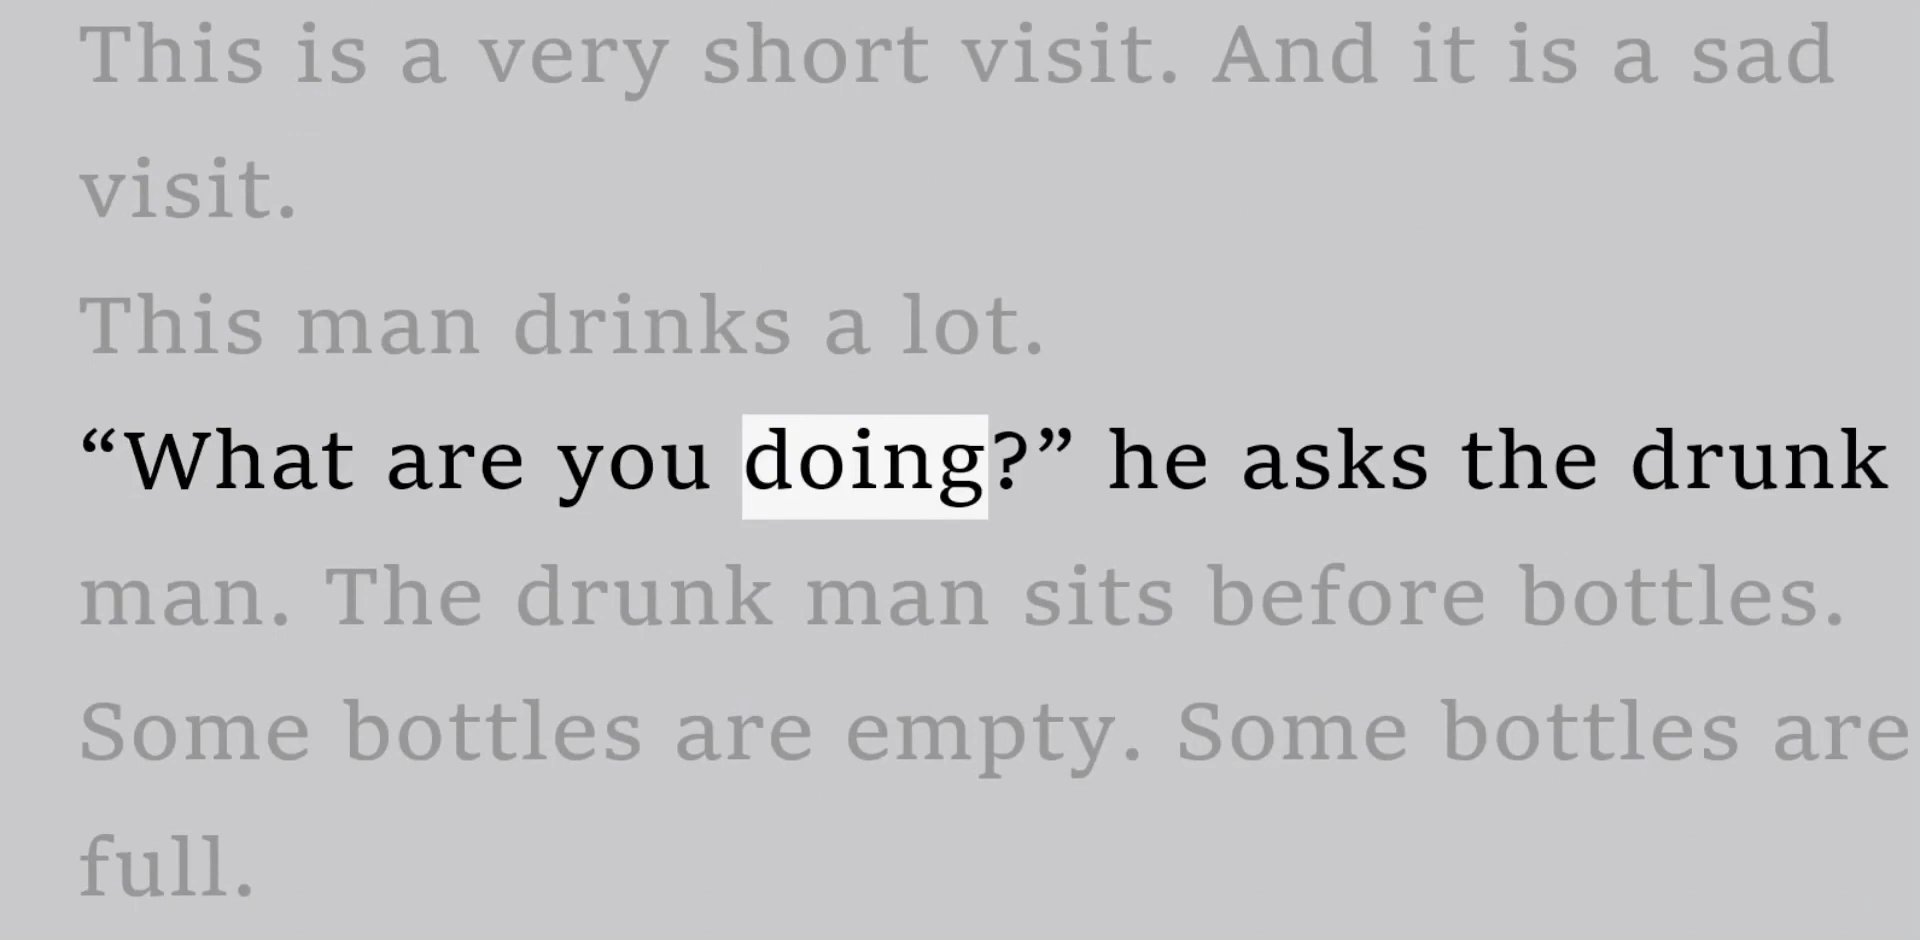 This is a very short visit. And it is a sad
visit.
This man drinks a lot.
“What are you doing?” he asks the drunk
man. The drunk man sits before bottles.
Some bottles are empty. Some bottles are
full.